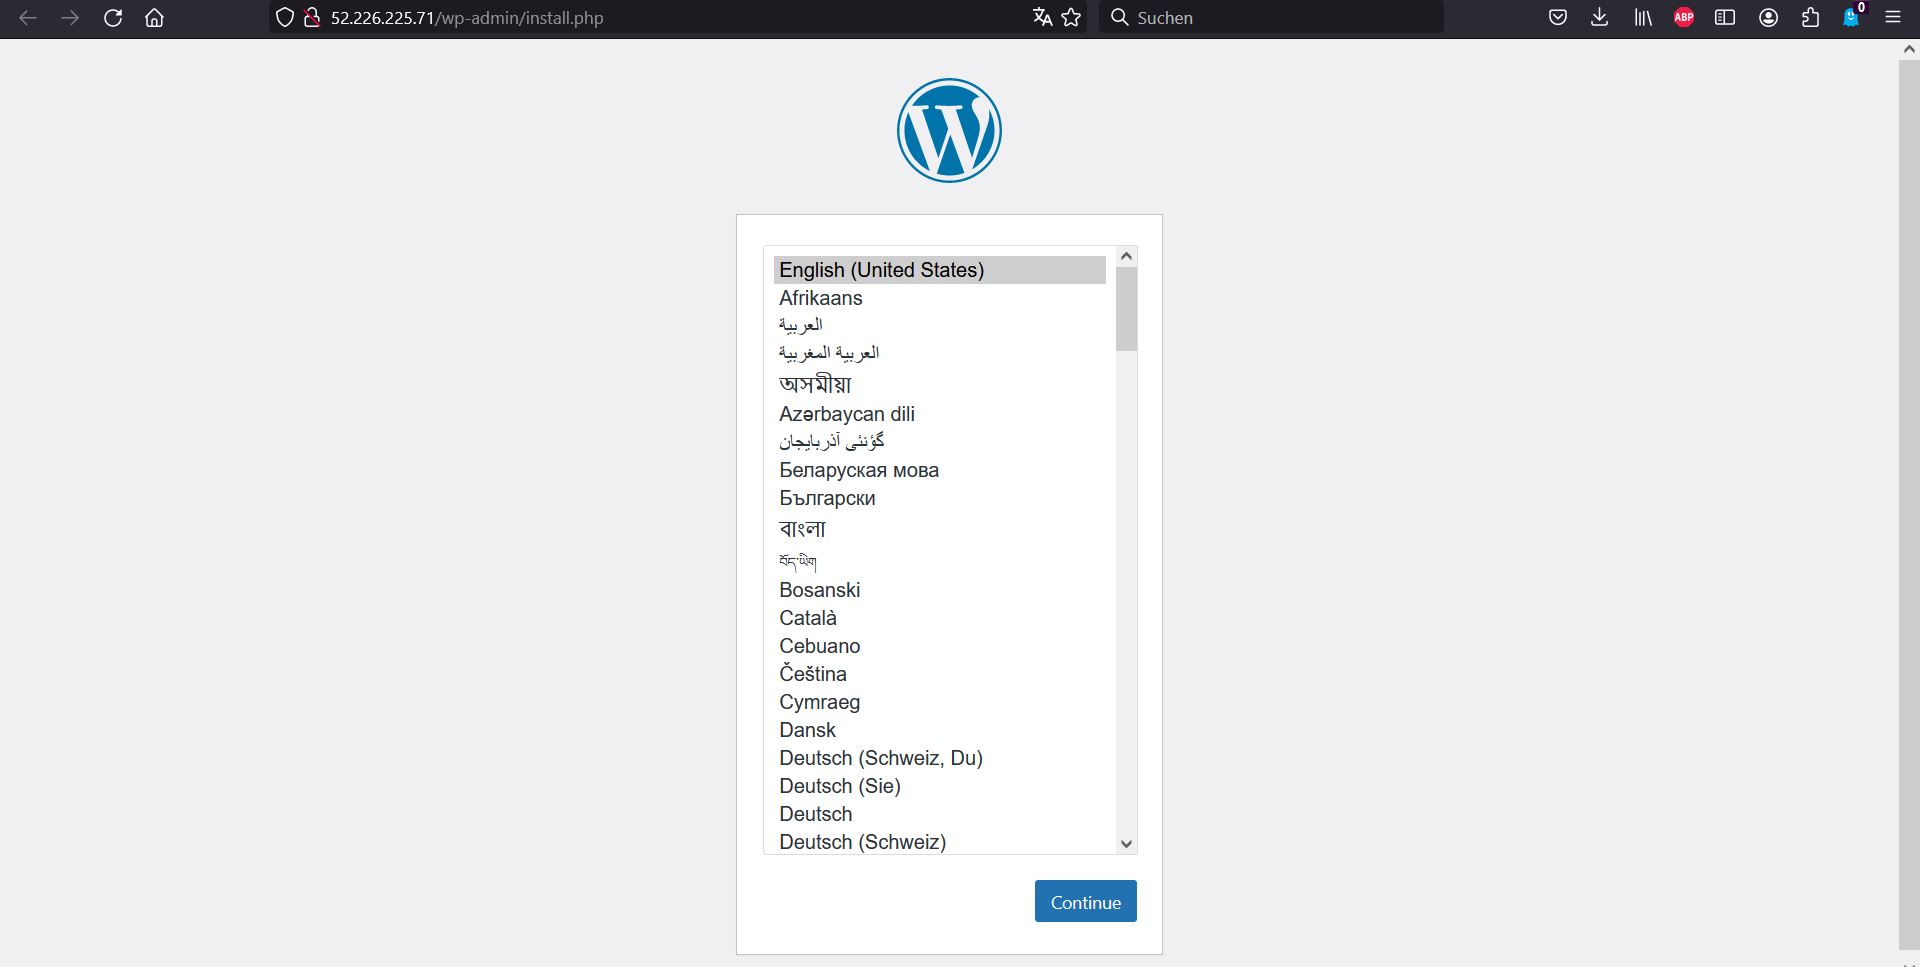 52.226.225.71/wp-admin/install.php
Suchen
ABP
0
English (United States)
Afrikaans
العربية
العربية المغربية
অসমীয়া
Azərbaycan dili
گؤنئی آذربایجان
Беларуская мова
Български
বাংলা
བོད་ཡིག
Bosanski
Català
Cebuano
Čeština
Cymraeg
Dansk
Deutsch (Schweiz, Du)
Deutsch (Sie)
Deutsch
Deutsch (Schweiz)
Continue